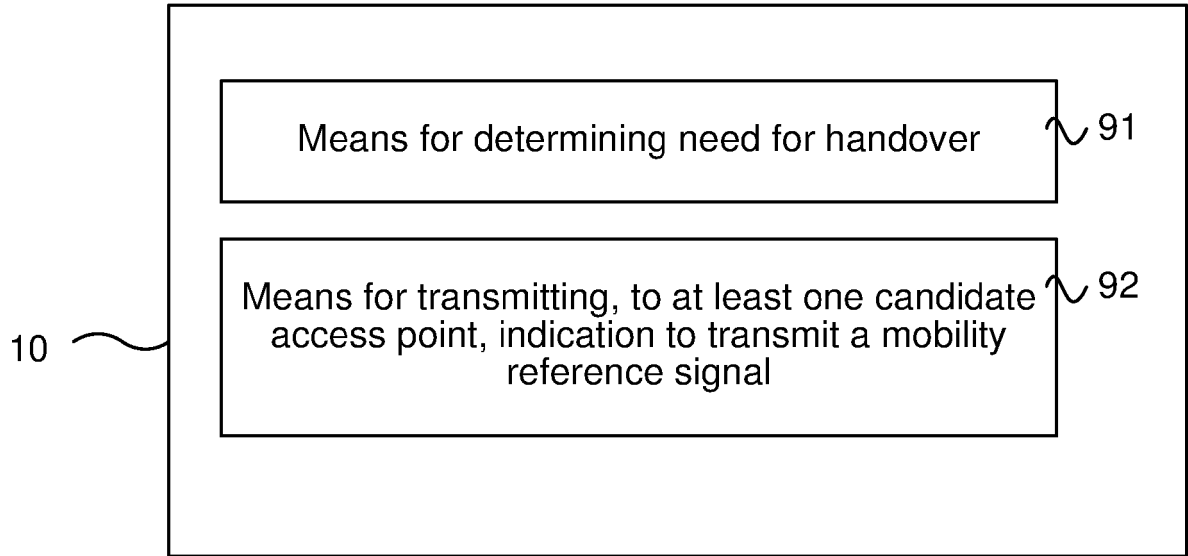 Means for determining need for handover
91
Means for transmitting, to at least one candidate
access point, indication to transmit a mobility
reference signal
92
10